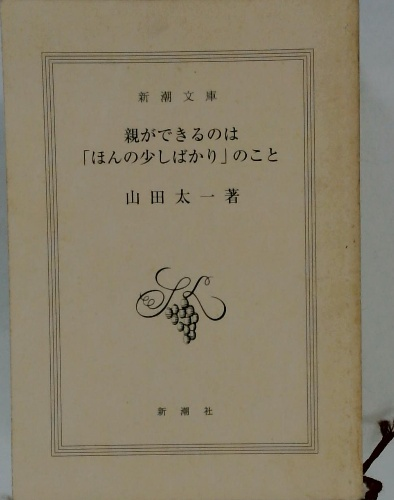 新潮文庫
親ができるのは
「ほんの少しばかり」のこと
山田太一著
新潮社